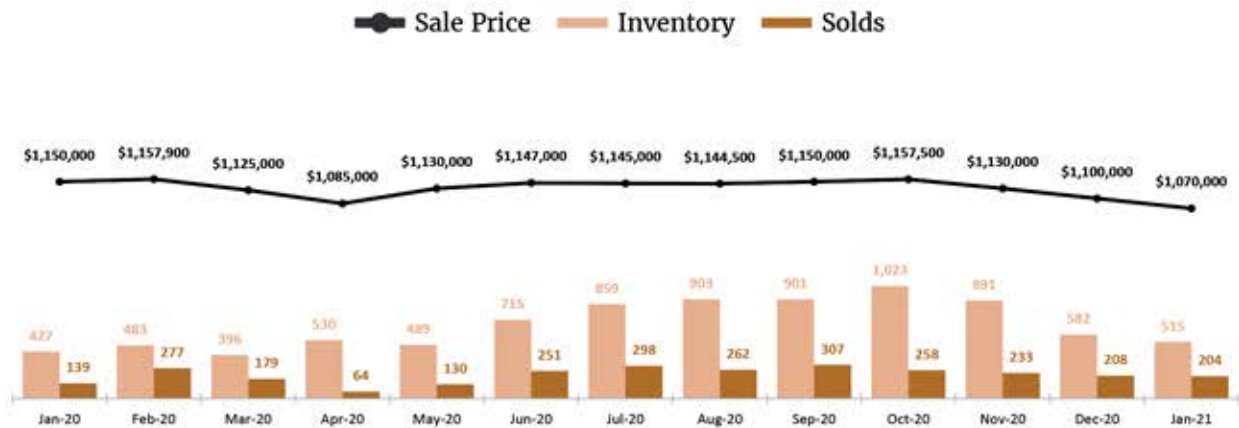 Sale Price Inventory Solds
$1,150,000 $1,157,900 $1,125,000 $1,085,000 $1,130,000 $1,147,000 $1,145,000 $1,144,500 $1,150,000 $1,157,500 $1,130,000 $1,100,000 $1,070,000
427 483 396 530 489 715 859 903 901 1,023 891 582 515
139 277 179 64 130 251 298 262 307 258 233 208 204
Jan-20 Feb-20 Mar-20 Apr-20 May-20 Jun-20 Jul-20 Aug-20 Sep-20 Oct-20 Nov-20 Dec-20 Jan-21